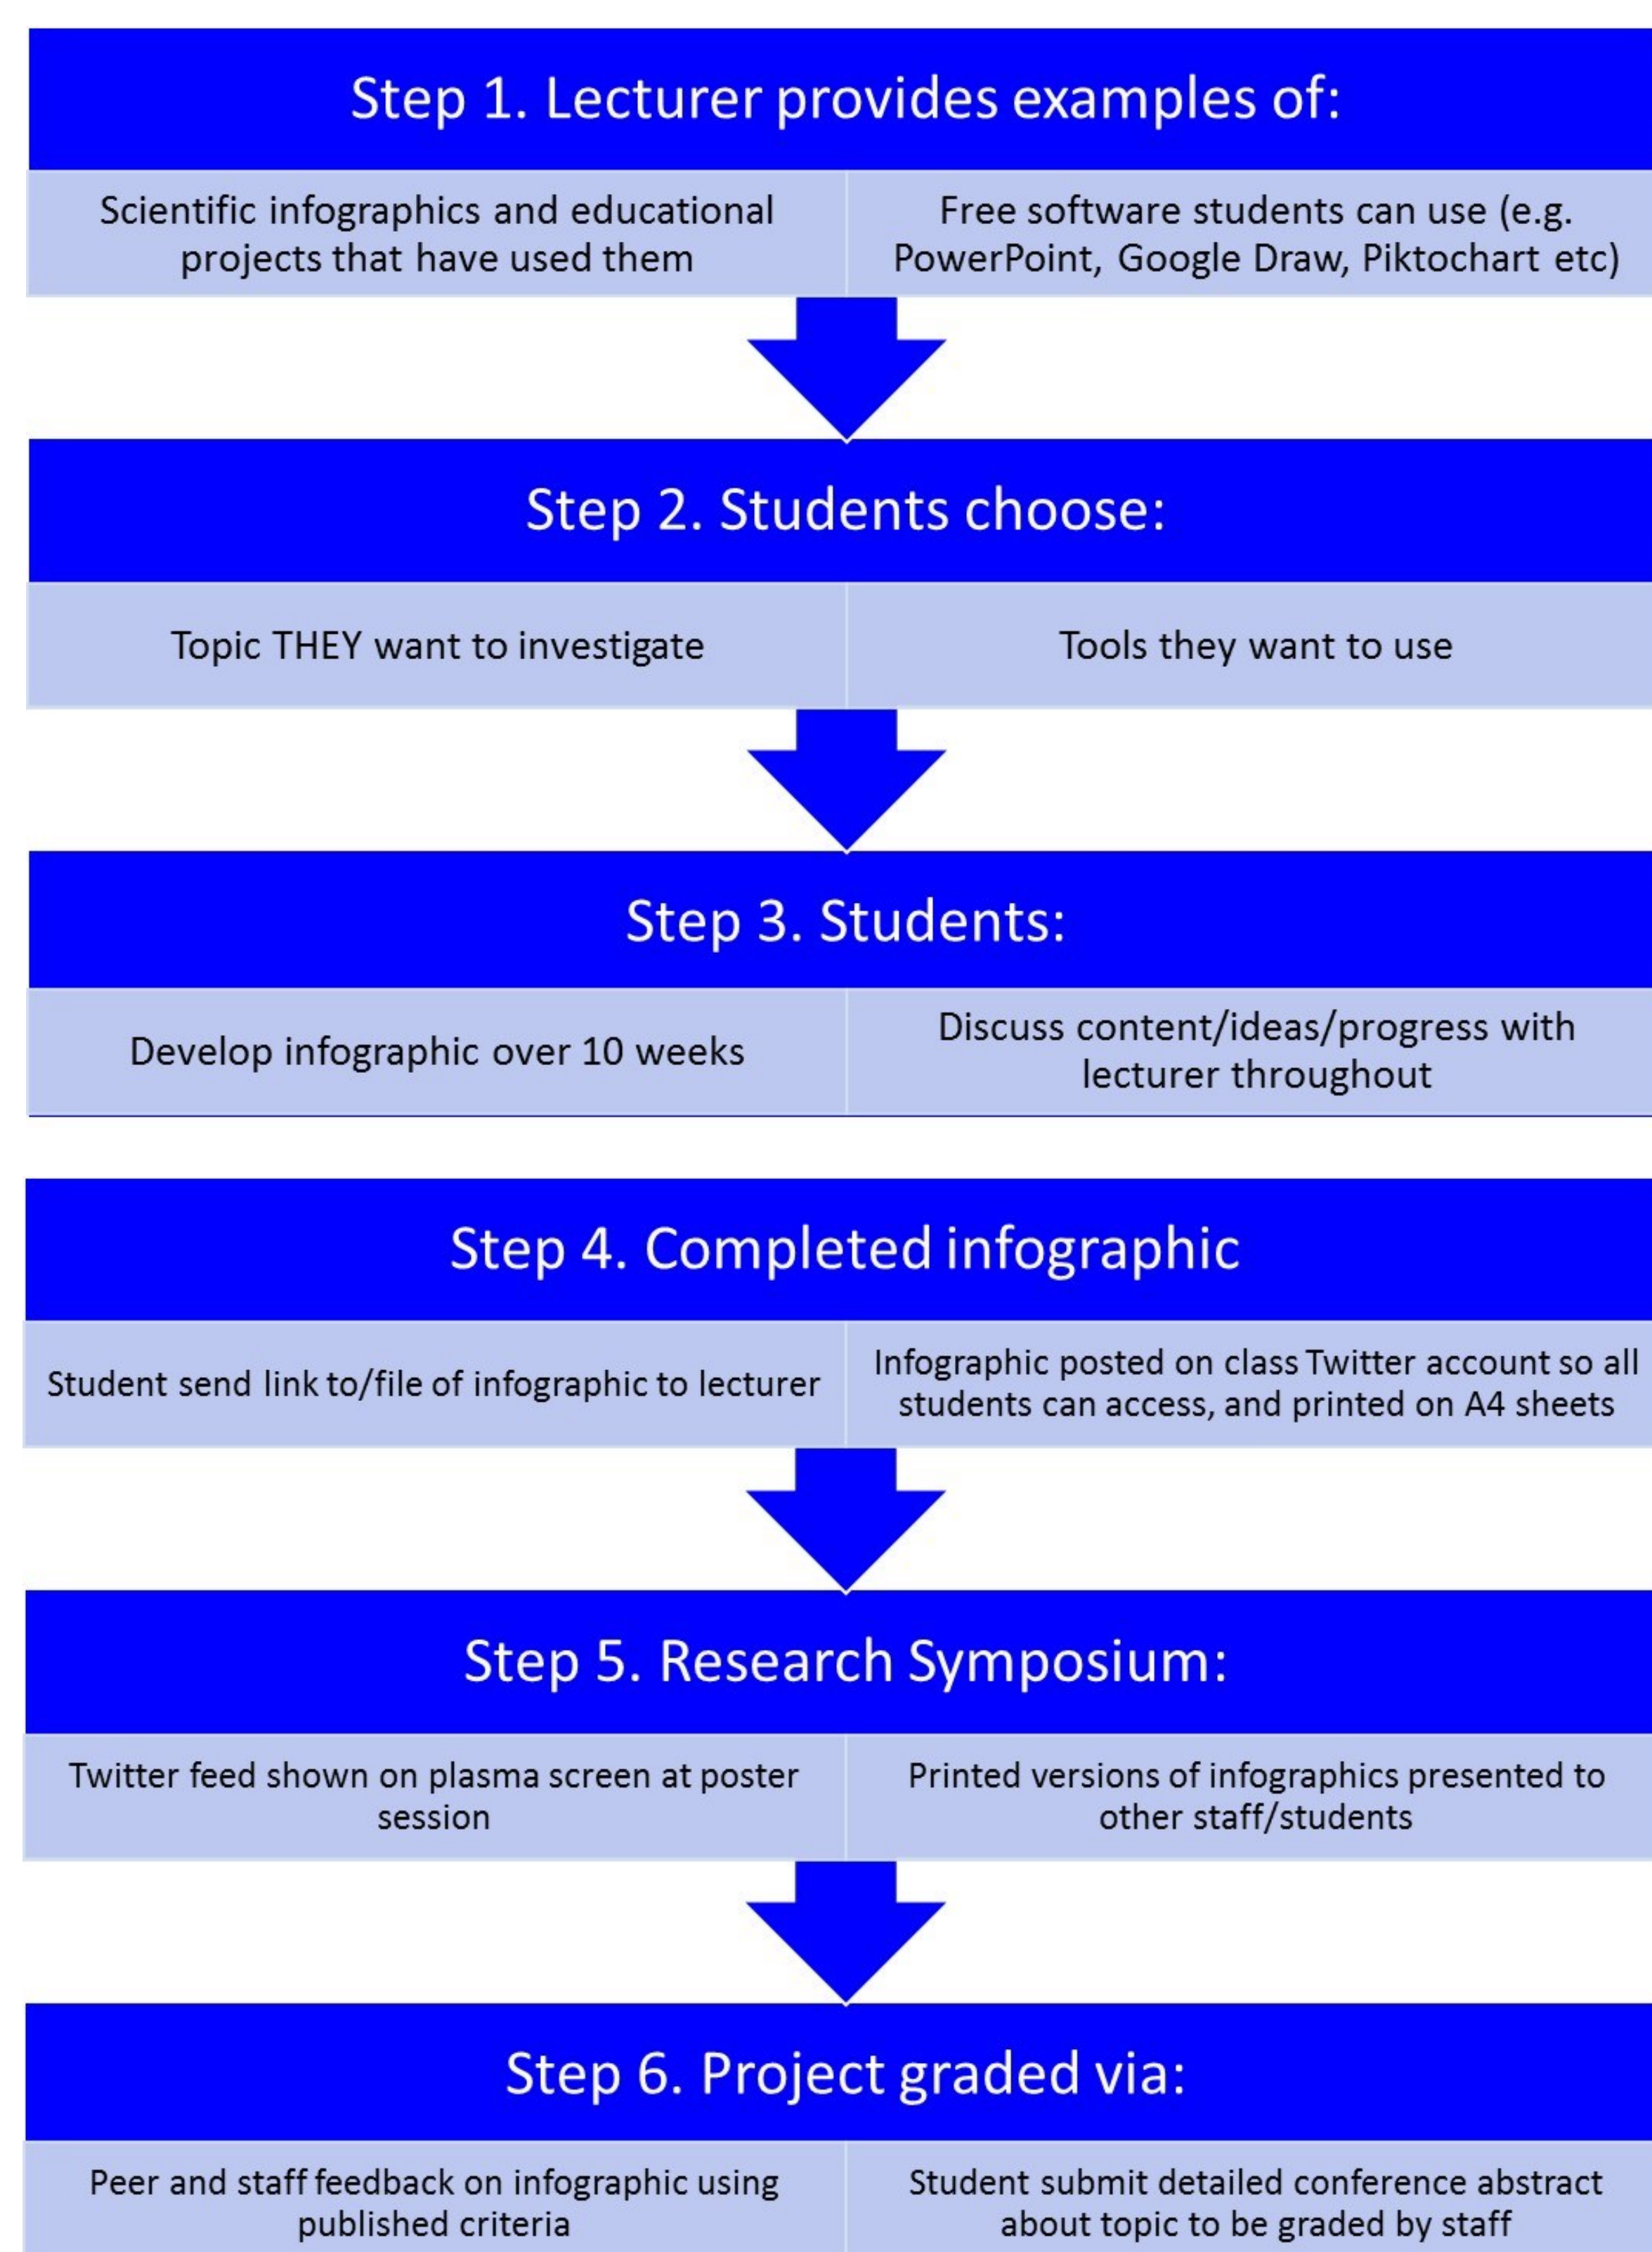 Step 1. Lecturer provides examples of:
Scientific infographics and educational
projects that have used them
Free software students can use (e.g.
PowerPoint, Google Draw, Piktochart etc)
Step 2. Students choose:
Topic THEY want to investigate
Tools they want to use
Step 3. Students:
Develop infographic over 10 weeks
Discuss content/ideas/progress with
lecturer throughout
Step 4. Completed infographic
Student send link to/file of infographic to lecturer
Infographic posted on class Twitter account so all
students can access, and printed on A4 sheets
Step 5. Research Symposium:
Twitter feed shown on plasma screen at poster
session
Printed versions of infographics presented to
other staff/students
Step 6. Project graded via:
Peer and staff feedback on infographic using
published criteria
Student submit detailed conference abstract
about topic to be graded by staff